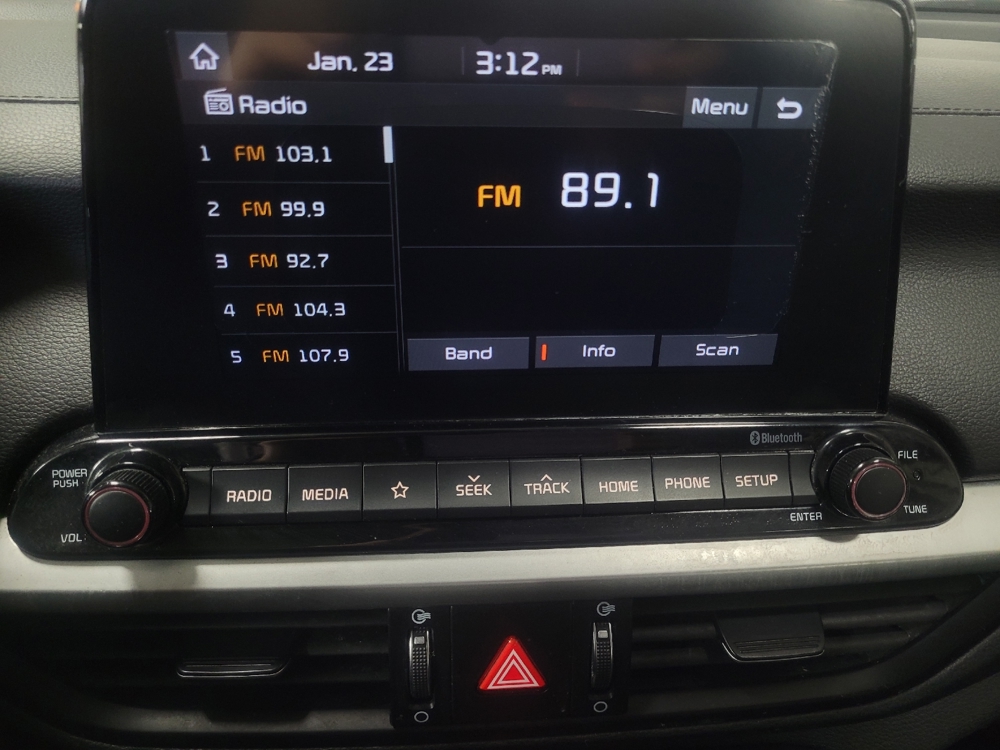 Jan, 23 3:12 PM
Radio Menu
1 FM 103.1
2 FM 99.9
3 FM 92.7
4 FM 104.3
5 FM 107.9
FM 89.1
Band Info Scan
Bluetooth
POWER
PUSH
VOL
RADIO MEDIA SEEK TRACK HOME PHONE SETUP
FILE
TUNE
ENTER